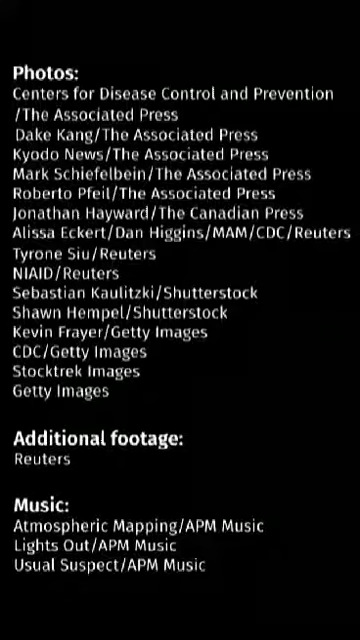 Photos:
Centers for Disease Control and Prevention
/The Associated Press
Dake Kang/The Associated Press
Kyodo News/The Associated Press
Mark Schiefelbein/The Associated Press
Roberto Pfeil/The Associated Press
Jonathan Hayward/The Canadian Press
Alissa Eckert/Dan Higgins/MAM/CDC/Reuters
Tyrone Siu/Reuters
NIAID/Reuters
Sebastian Kaulitzki/Shutterstock
Shawn Hempel/Shutterstock
Kevin Frayer/Getty Images
CDC/Getty Images
Stocktrek Images
Getty Images
Additional footage:
Reuters
Music:
Atmospheric Mapping/APM Music
Lights Out/APM Music
Usual Suspect/APM Music